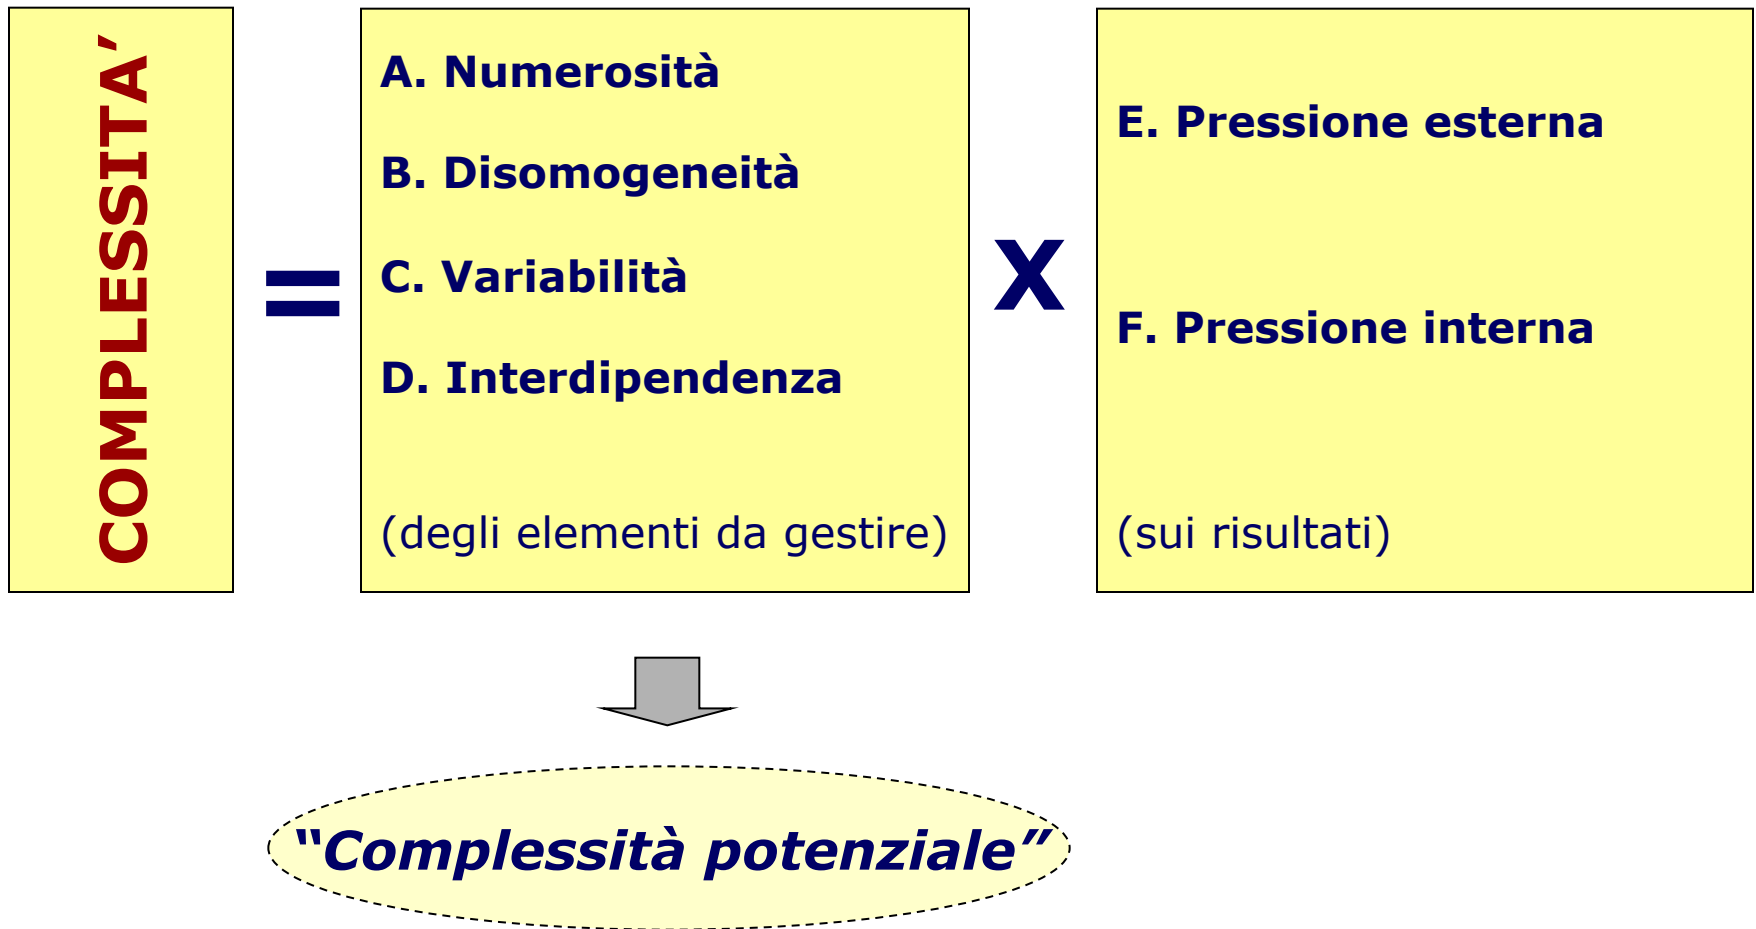 COMPLESSITA’
=
A. Numerosità
B. Disomogeneità
C. Variabilità
D. Interdipendenza
(degli elementi da gestire)
X
E. Pressione esterna
F. Pressione interna
(sui risultati)
“Complessità potenziale”